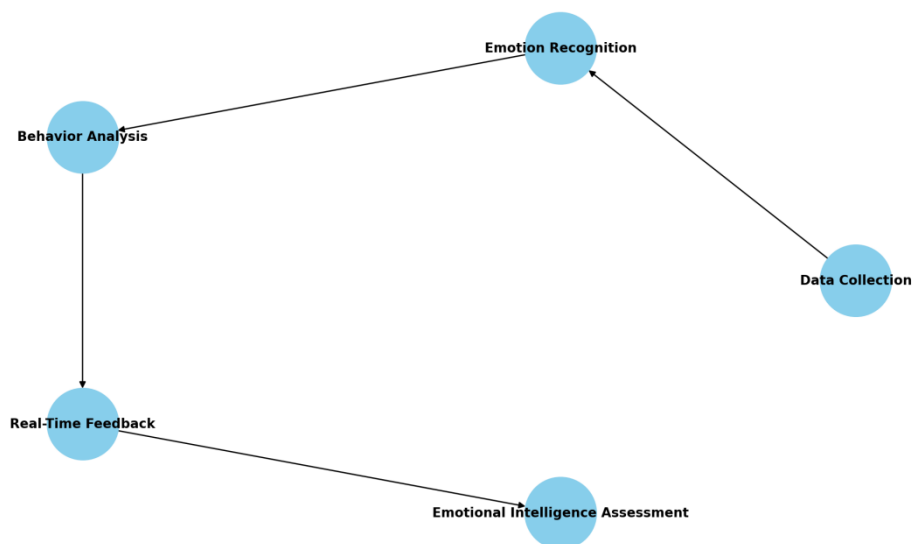 Emotion Recognition
Behavior Analysis
Data Collection
Real-Time Feedback
Emotional Intelligence Assessment